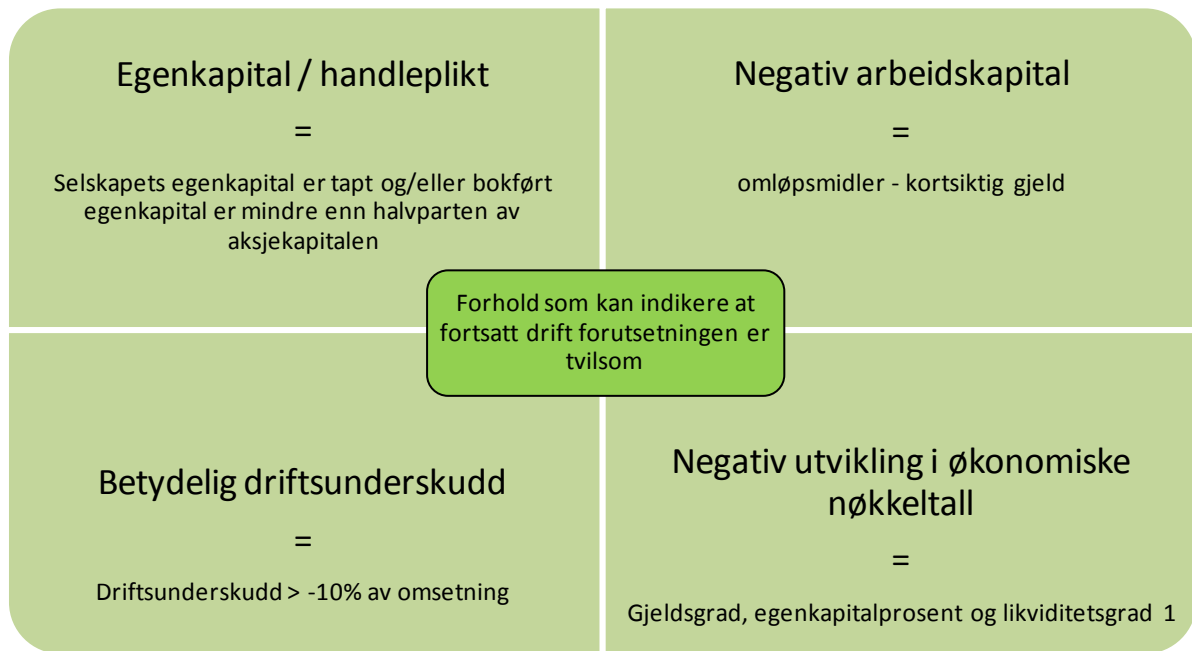 Egenkapital / handleplikt
=
Selskapets egenkapital er tapt og/eller bokført
egenkapital er mindre enn halvparten av
aksjekapitalen
Negativ arbeidskapital
=
omløpsmidler - kortsiktig gjeld
Forhold som kan indikere at
fortsatt drift forutsetningen er
tvilsom
Betydelig driftsunderskudd
=
Driftsunderskudd > -10% av omsetning
Negativ utvikling i økonomiske
nøkkeltall
=
Gjeldsgrad, egenkapitalprosent og likviditetsgrad 1